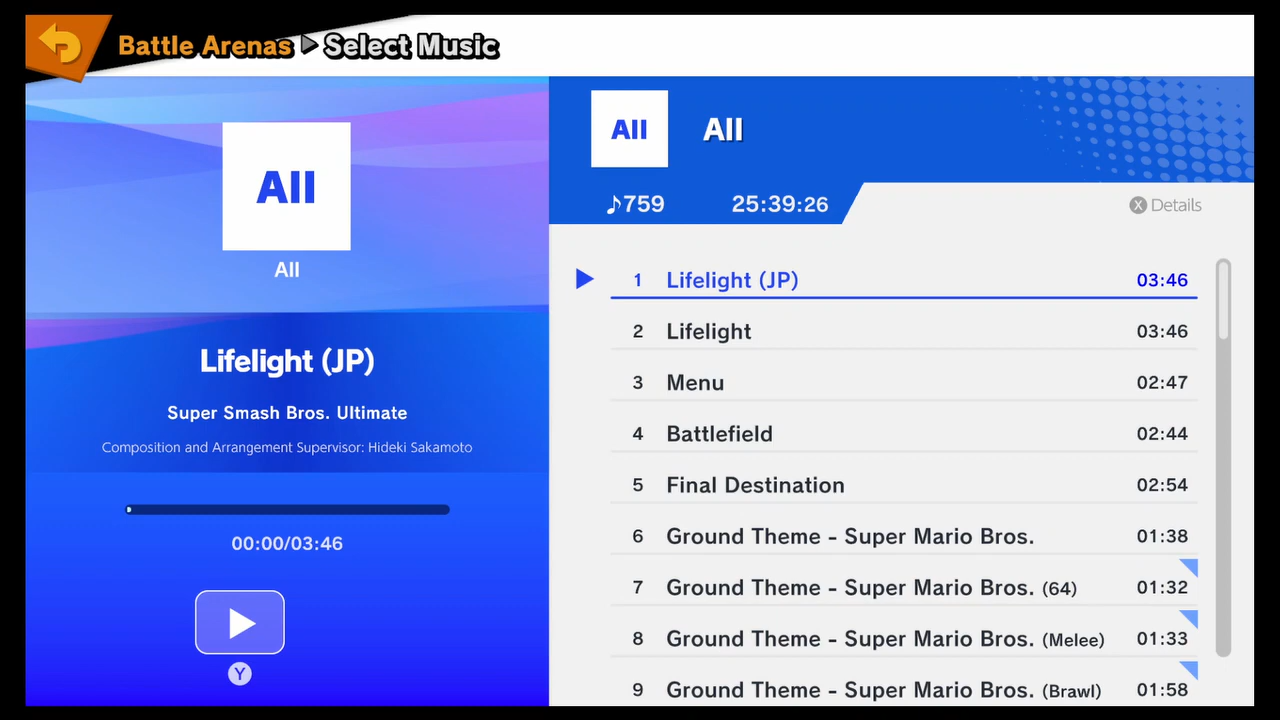 Battle Arenas ▶ Select Music
All
All
Lifelight (JP)
Super Smash Bros. Ultimate
Composition and Arrangement Supervisor: Hideki Sakamoto
00:00/03:46
Y
All All
♪759 25:39:26
X Details
1 Lifelight (JP) 03:46
2 Lifelight 03:46
3 Menu 02:47
4 Battlefield 02:44
5 Final Destination 02:54
6 Ground Theme - Super Mario Bros. 01:38
7 Ground Theme - Super Mario Bros. (64) 01:32
8 Ground Theme - Super Mario Bros. (Melee) 01:33
9 Ground Theme - Super Mario Bros. (Brawl) 01:58